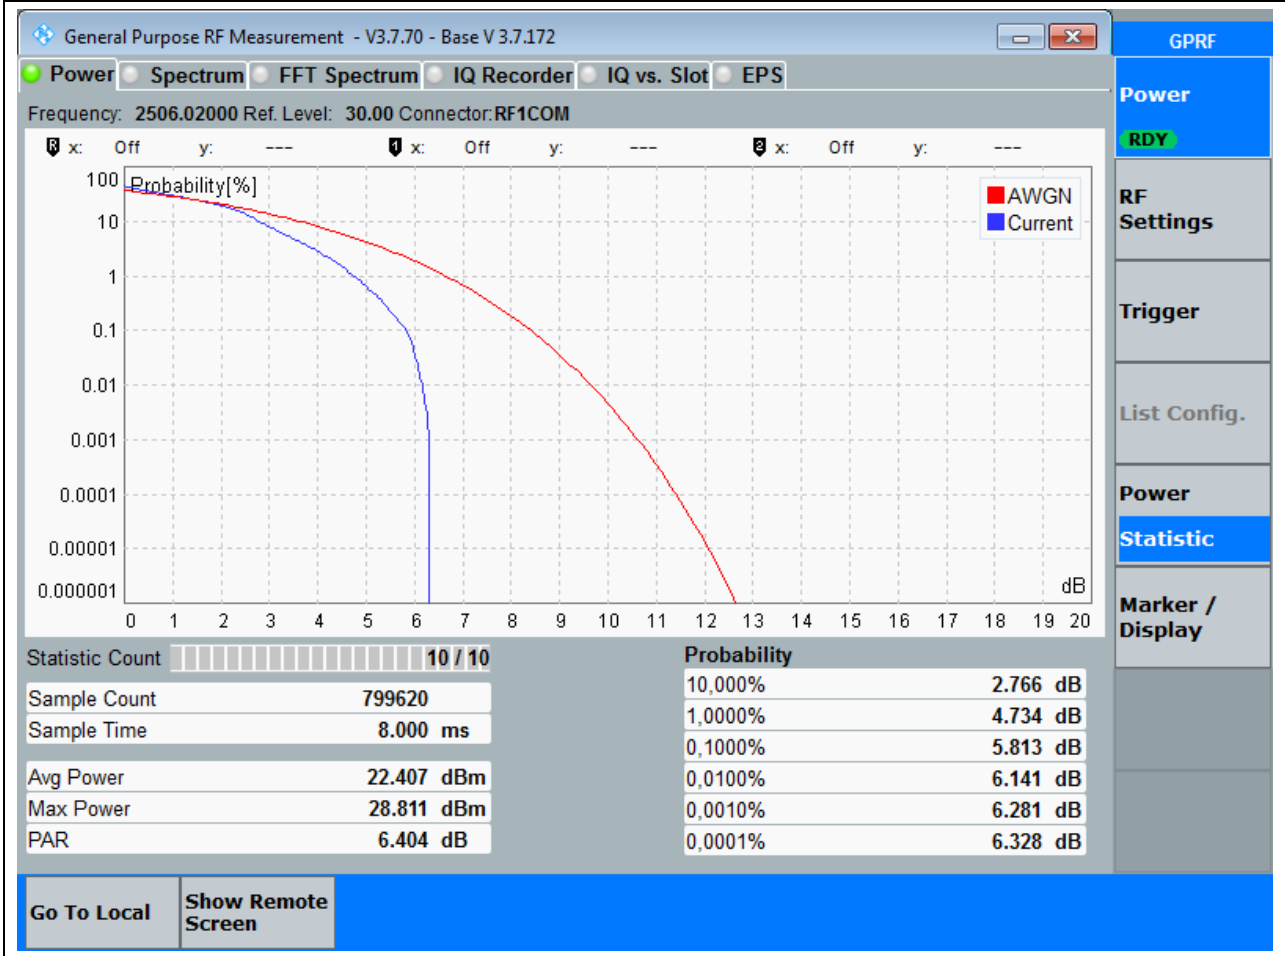 General Purpose RF Measurement - V3.7.70 - Base V 3.7.172
GPRF
Power Spectrum FFT Spectrum IQ Recorder IQ vs. Slot EPS
Power
RDY
Frequency: 2506.02000 Ref. Level: 30.00 Connector:RF1COM
R x: Off y: --- 1 x: Off y: --- 2 x: Off y: ---
100 Probability[%]
AWGN
Current
10
1
0.1
0.01
0.001
0.0001
0.00001
0.000001
dB
0 1 2 3 4 5 6 7 8 9 10 11 12 13 14 15 16 17 18 19 20
RF
Settings
Trigger
List Config.
Power
Statistic
Marker /
Display
Statistic Count 10 / 10
Sample Count 799620
Sample Time 8.000 ms
Avg Power 22.407 dBm
Max Power 28.811 dBm
PAR 6.404 dB
Probability
10,000% 2.766 dB
1,0000% 4.734 dB
0,1000% 5.813 dB
0,0100% 6.141 dB
0,0010% 6.281 dB
0,0001% 6.328 dB
Go To Local
Show Remote
Screen